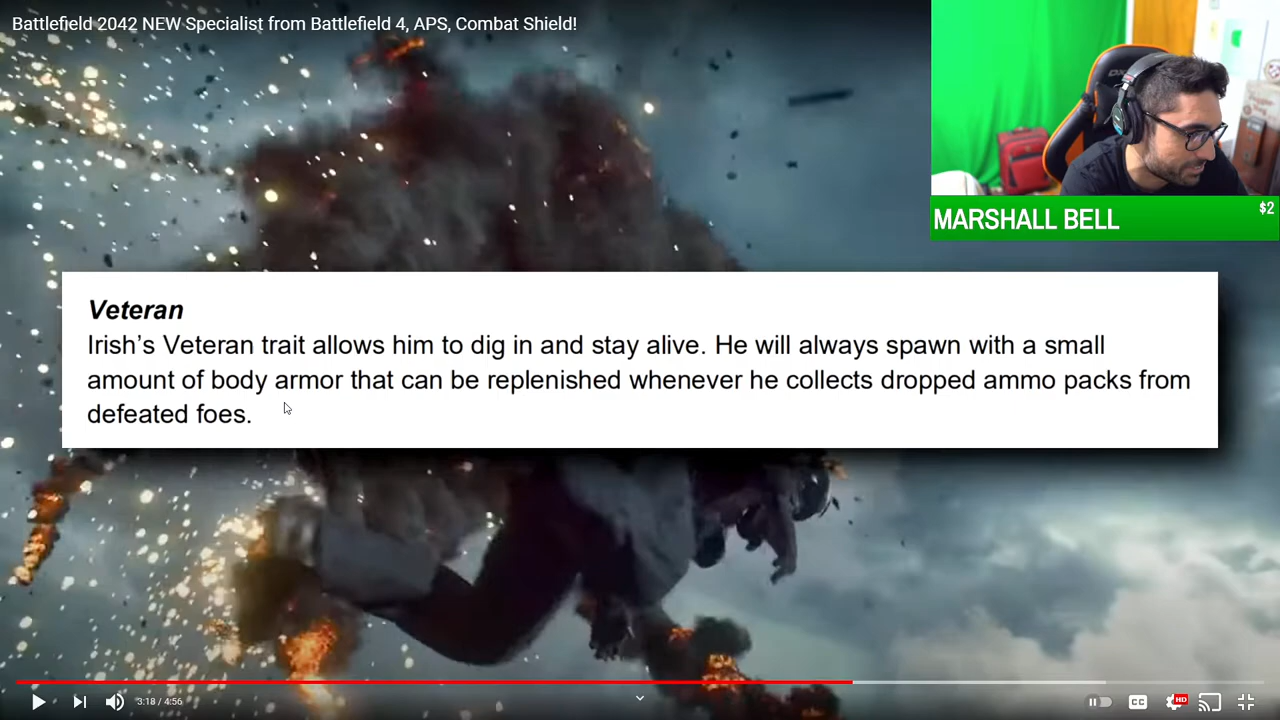 Battlefield 2042 NEW Specialist from Battlefield 4, APS, Combat Shield!
$2
MARSHALL BELL
Veteran
Irish's Veteran trait allows him to dig in and stay alive. He will always spawn with a small
amount of body armor that can be replenished whenever he collects dropped ammo packs from
defeated foes.
3:18 / 4:56
CC
HD